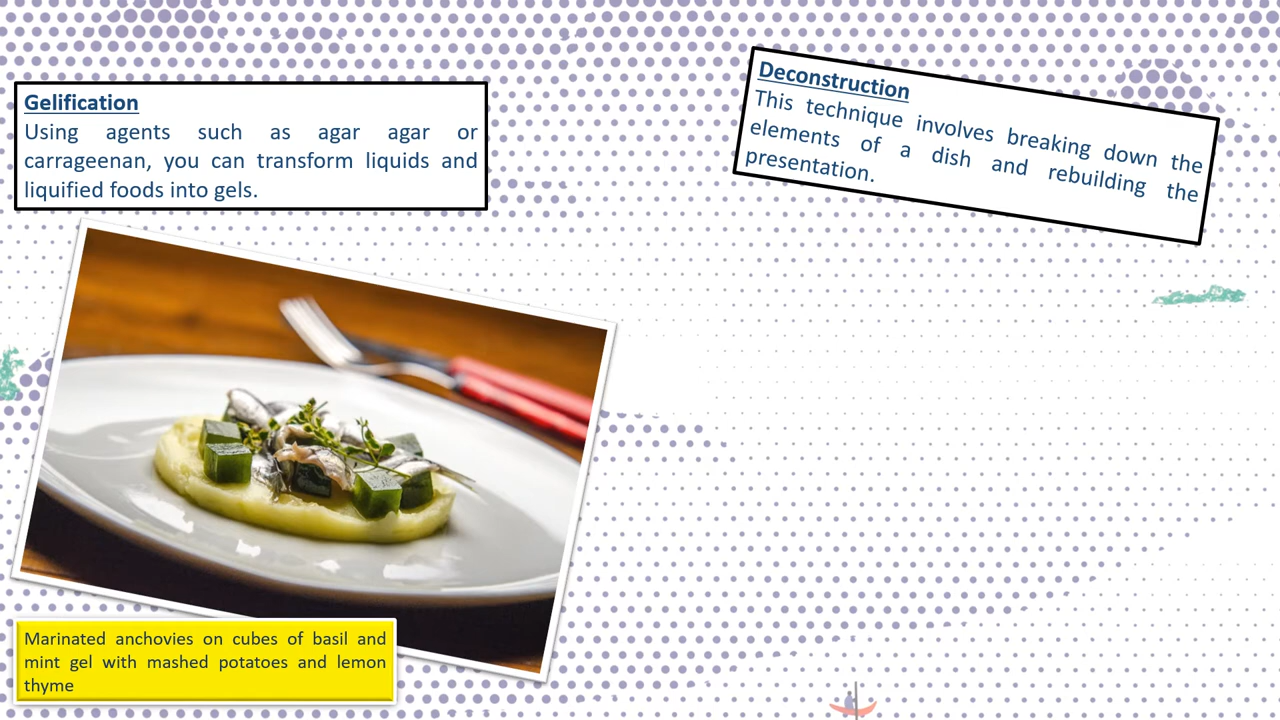 Gelification
Using agents such as agar agar or
carrageenan, you can transform liquids and
liquified foods into gels.
Deconstruction
This technique involves breaking down the
elements of a dish and rebuilding the
presentation.
Marinated anchovies on cubes of basil and
mint gel with mashed potatoes and lemon
thyme